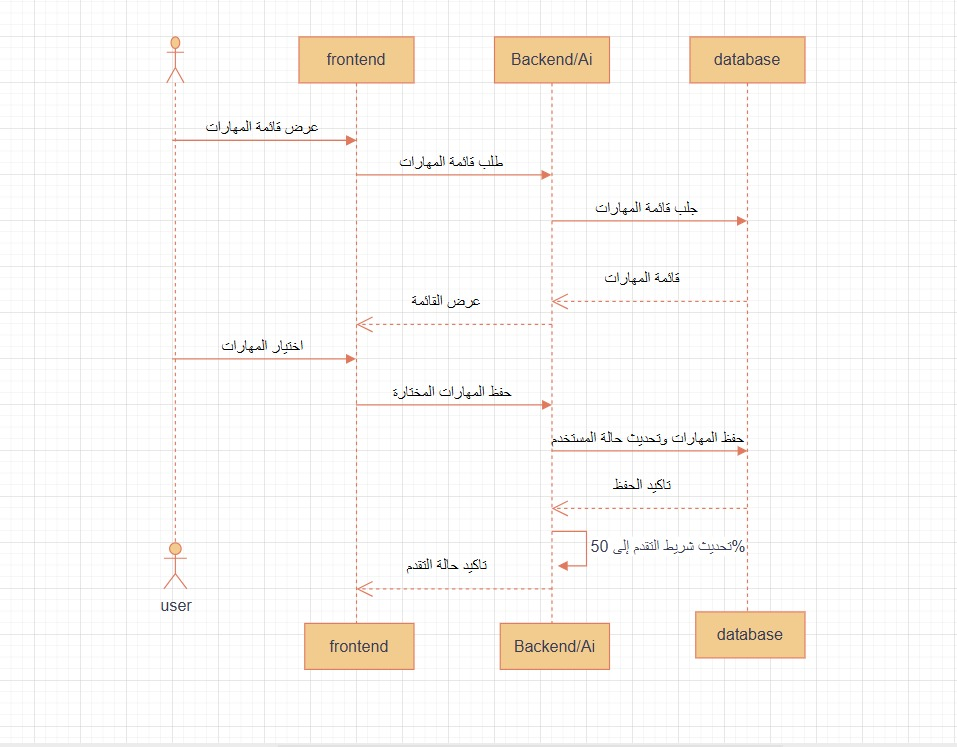 frontend
Backend/Ai
database
عرض قائمة المهارات
طلب قائمة المهارات
جلب قائمة المهارات
قائمة المهارات
عرض القائمة
اختيار المهارات
حفظ المهارات المختارة
حفظ المهارات وتحديث حالة المستخدم
تاكيد الحفظ
%تحديث شريط التقدم إلى 50
تاكيد حالة التقدم
user
frontend
Backend/Ai
database